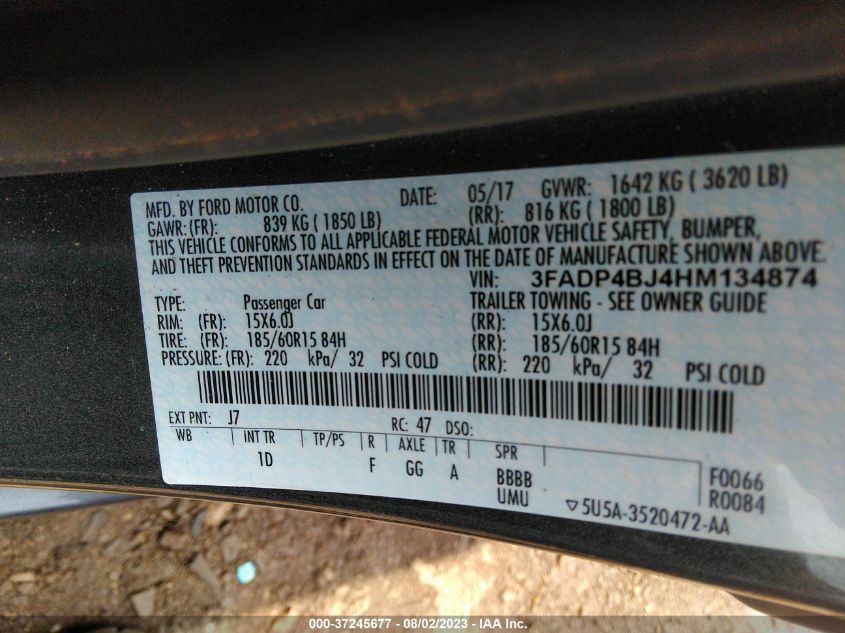 MFD. BY FORD MOTOR CO. DATE: 05/17 GVWR: 1642 KG ( 3620 LB)
GAWR:(FR): 839 KG ( 1850 LB) (RR): 816 KG ( 1800 LB)
THIS VEHICLE CONFORMS TO ALL APPLICABLE FEDERAL MOTOR VEHICLE SAFETY, BUMPER,
AND THEFT PREVENTION STANDARDS IN EFFECT ON THE DATE OF MANUFACTURE SHOWN ABOVE.
VIN: 3FADP4BJ4HM134874
TYPE: Passenger Car TRAILER TOWING - SEE OWNER GUIDE
RIM: (FR): 15X6.0J (RR): 15X6.0J
TIRE: (FR): 185/60R15 84H (RR): 185/60R15 84H
PRESSURE: (FR): 220 kPa/ 32 PSI COLD (RR): 220 kPa/ 32 PSI COLD
EXT PNT: J7 RC: 47 DSO:
WB INT TR TP/PS R AXLE TR SPR
1D F GG A BBBB F0066
UMU ▽5U5A-3520472-AA R0084
000-37245677 - 08/02/2023 - IAA Inc.